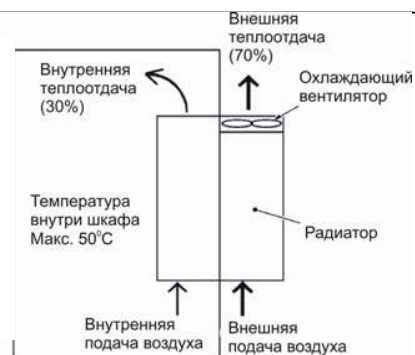 Внешняя
теплоотдача
(70%)
Внутренняя
теплоотдача
(30%)
Охлаждающий
вентилятор
Температура
внутри шкафа
Макс. 50°C
Радиатор
Внутренняя
подача воздуха
Внешняя
подача воздуха